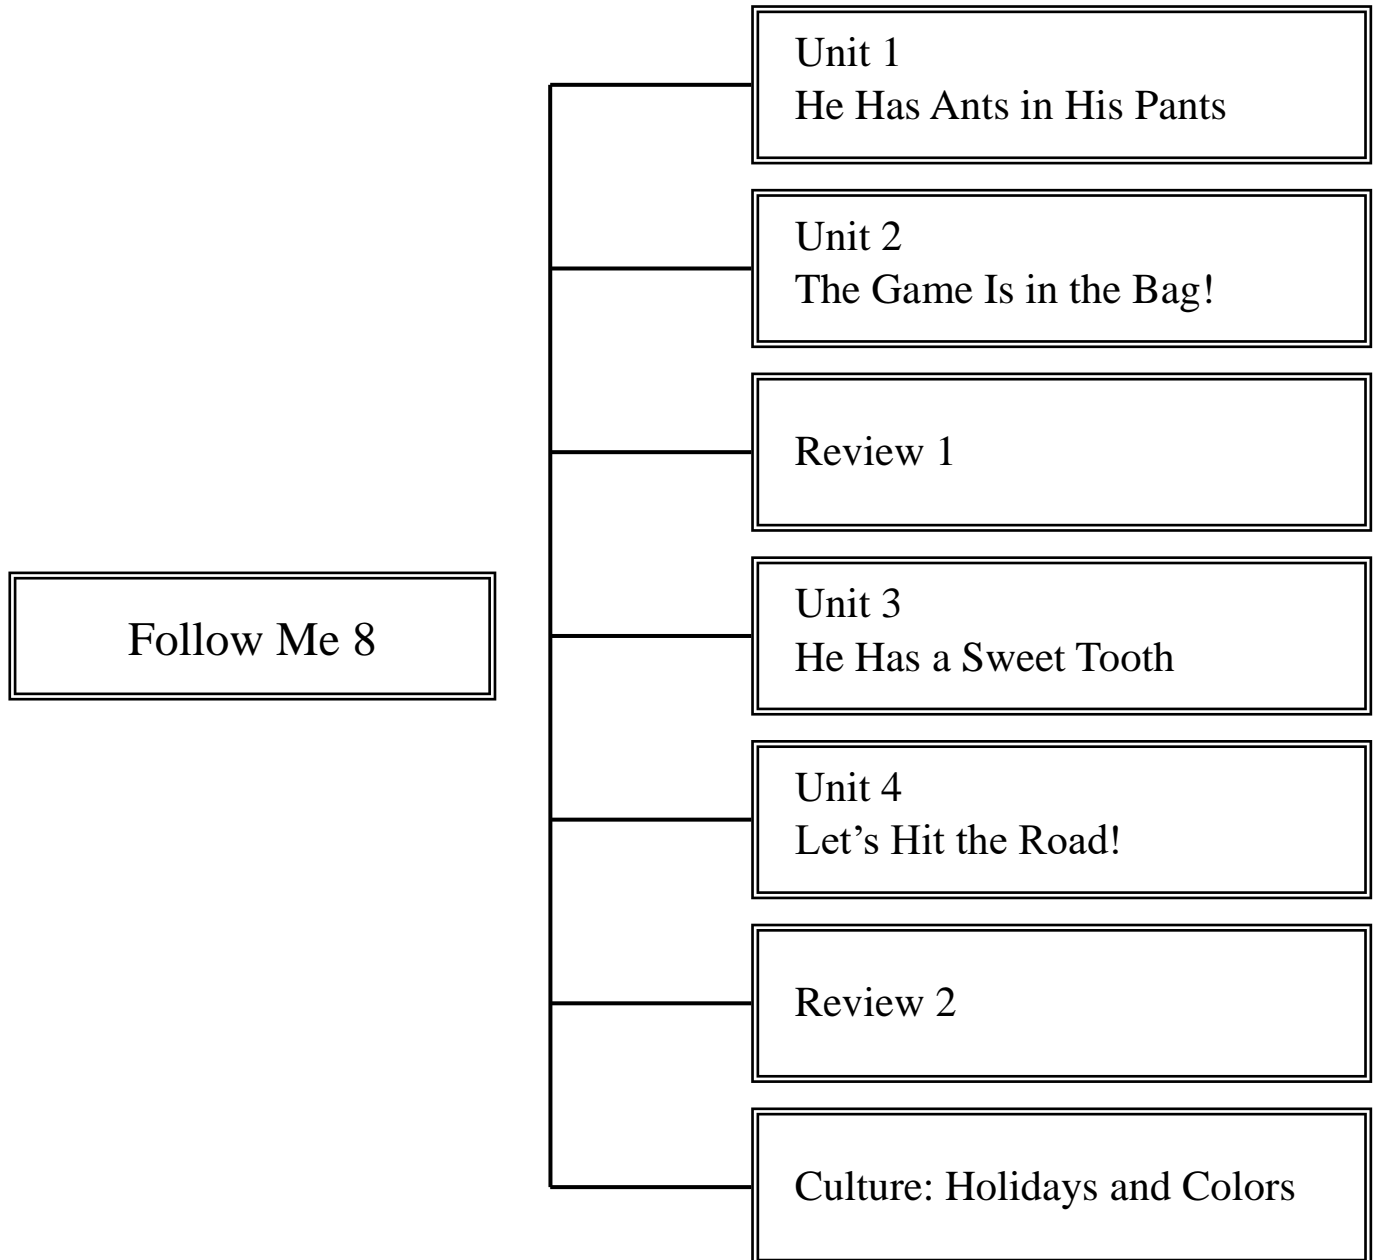 Follow Me 8
Unit 1
He Has Ants in His Pants
Unit 2
The Game Is in the Bag!
Review 1
Unit 3
He Has a Sweet Tooth
Unit 4
Let’s Hit the Road!
Review 2
Culture: Holidays and Colors